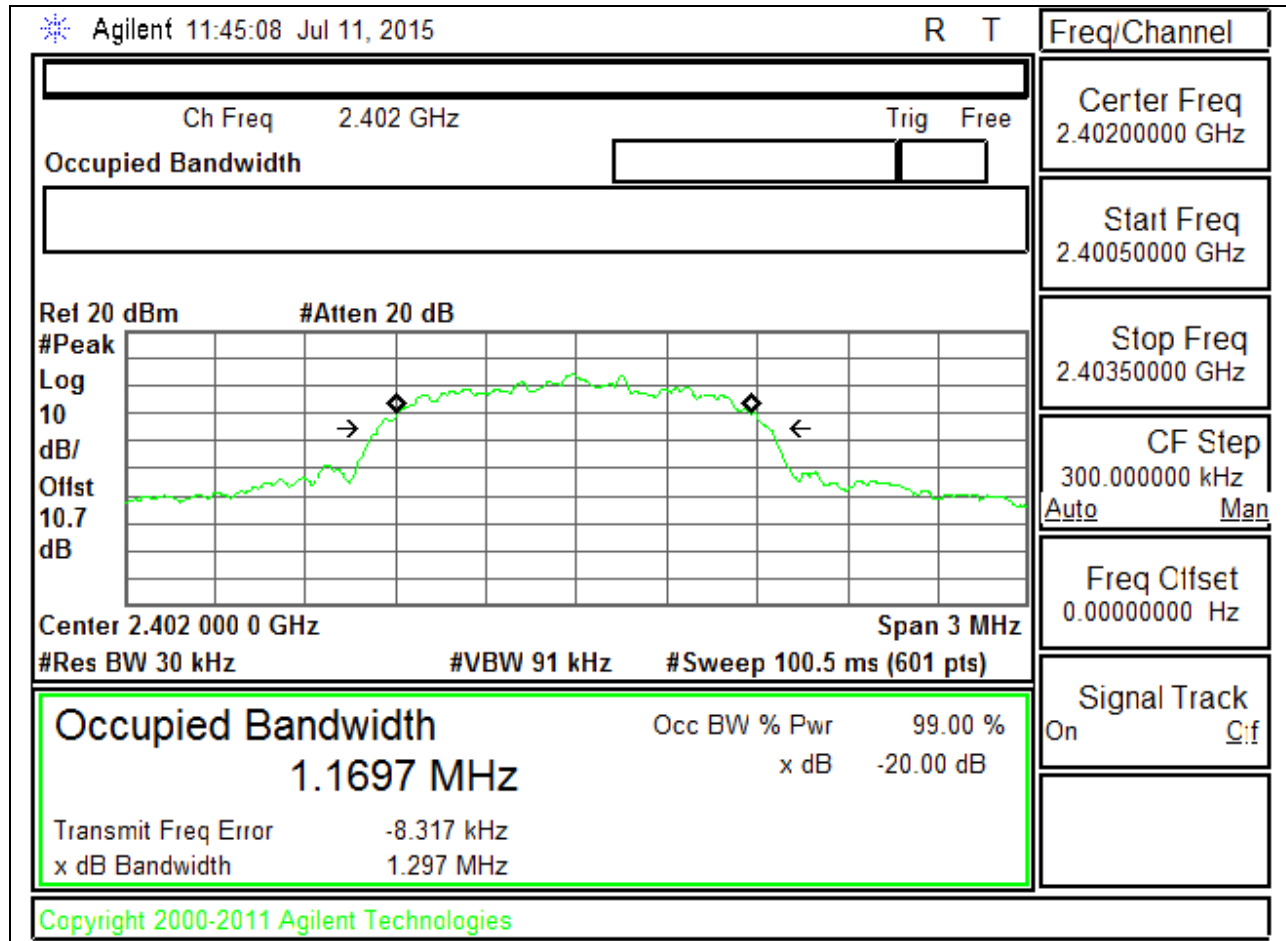 Agilent 11:45:08 Jul 11, 2015 R T
Freq/Channel
Ch Freq 2.402 GHz Trig Free
Occupied Bandwidth
Center Freq
2.40200000 GHz
Start Freq
2.40050000 GHz
Stop Freq
2.40350000 GHz
CF Step
300.000000 kHz
Auto Man
Freq Offset
0.00000000 Hz
Signal Track
On Off
Ref 20 dBm #Atten 20 dB
#Peak
Log
10
dB/
Offst
10.7
dB
Center 2.402 000 0 GHz Span 3 MHz
#Res BW 30 kHz #VBW 91 kHz #Sweep 100.5 ms (601 pts)
Occupied Bandwidth Occ BW % Pwr 99.00 %
1.1697 MHz x dB -20.00 dB
Transmit Freq Error -8.317 kHz
x dB Bandwidth 1.297 MHz
Copyright 2000-2011 Agilent Technologies